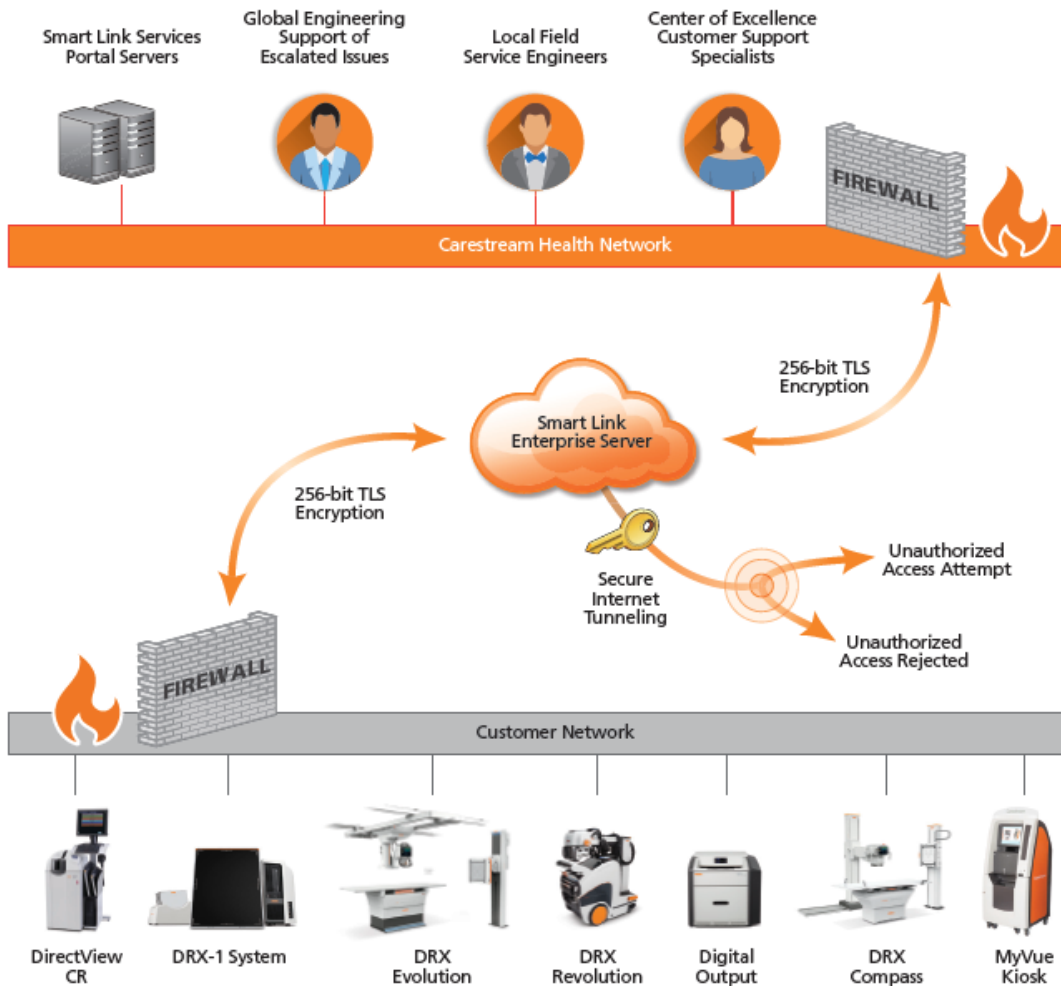 Smart Link Services
Portal Servers
Global Engineering
Support of
Escalated Issues
Local Field
Service Engineers
Center of Excellence
Customer Support
Specialists
FIREWALL
Carestream Health Network
256-bit TLS
Encryption
Smart Link
Enterprise Server
256-bit TLS
Encryption
Secure
Internet
Tunneling
Unauthorized
Access Attempt
Unauthorized
Access Rejected
FIREWALL
Customer Network
DirectView
CR
DRX-1 System
DRX
Evolution
DRX
Revolution
Digital
Output
DRX
Compass
MyVue
Kiosk